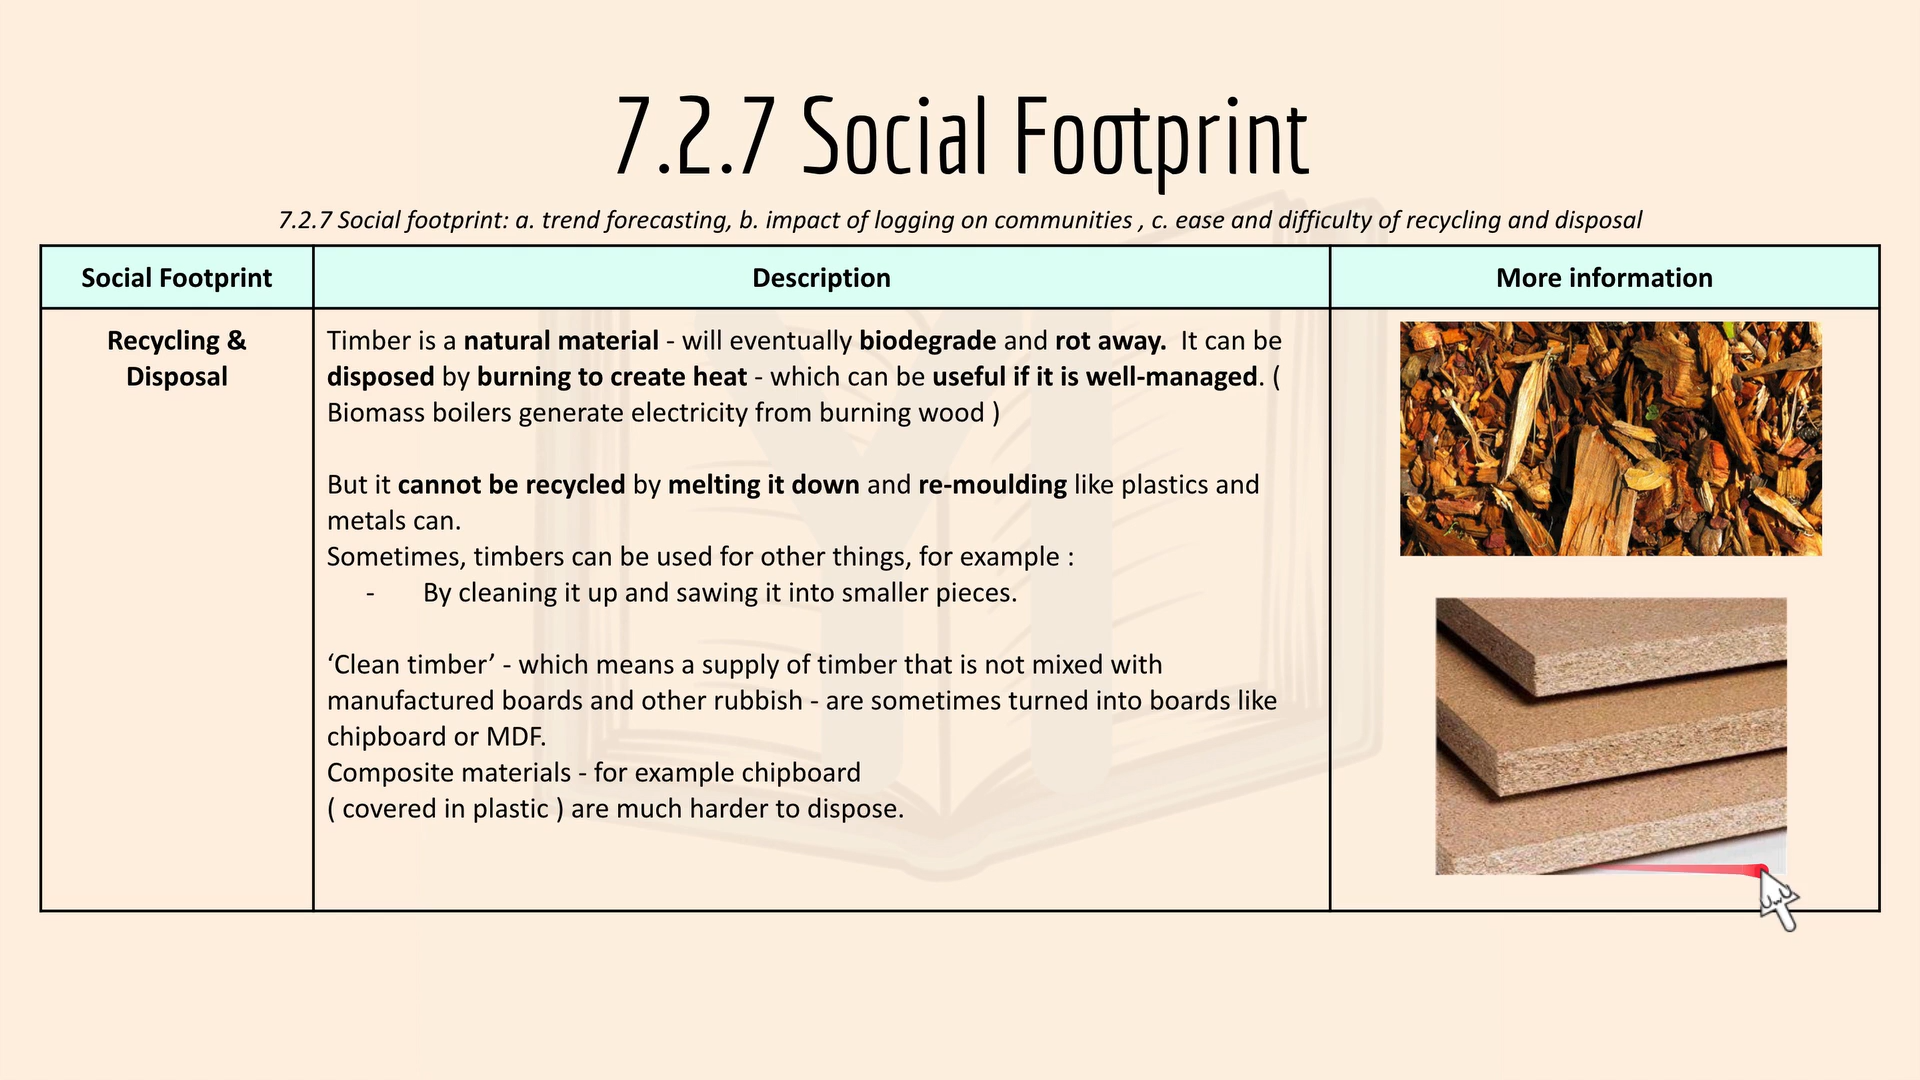 7.2.7 Social Footprint
7.2.7 Social footprint: a. trend forecasting, b. impact of logging on communities , c. ease and difficulty of recycling and disposal
Social Footprint
Description
More information
Recycling &
Disposal
Timber is a natural material - will eventually biodegrade and rot away. It can be
disposed by burning to create heat - which can be useful if it is well-managed. (
Biomass boilers generate electricity from burning wood )
But it cannot be recycled by melting it down and re-moulding like plastics and
metals can.
Sometimes, timbers can be used for other things, for example :
- By cleaning it up and sawing it into smaller pieces.
‘Clean timber’ - which means a supply of timber that is not mixed with
manufactured boards and other rubbish - are sometimes turned into boards like
chipboard or MDF.
Composite materials - for example chipboard
( covered in plastic ) are much harder to dispose.